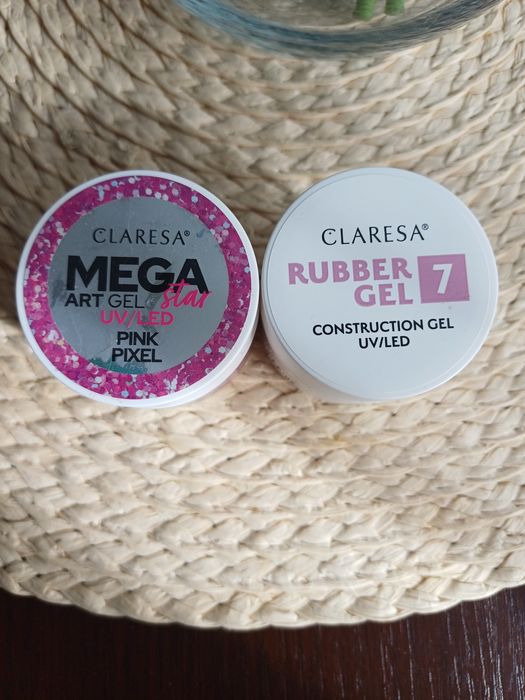 CLARESA®
MEGA
ART GEL star
UV/LED
PINK
PIXEL
CLARESA®
RUBBER
GEL 7
CONSTRUCTION GEL
UV/LED